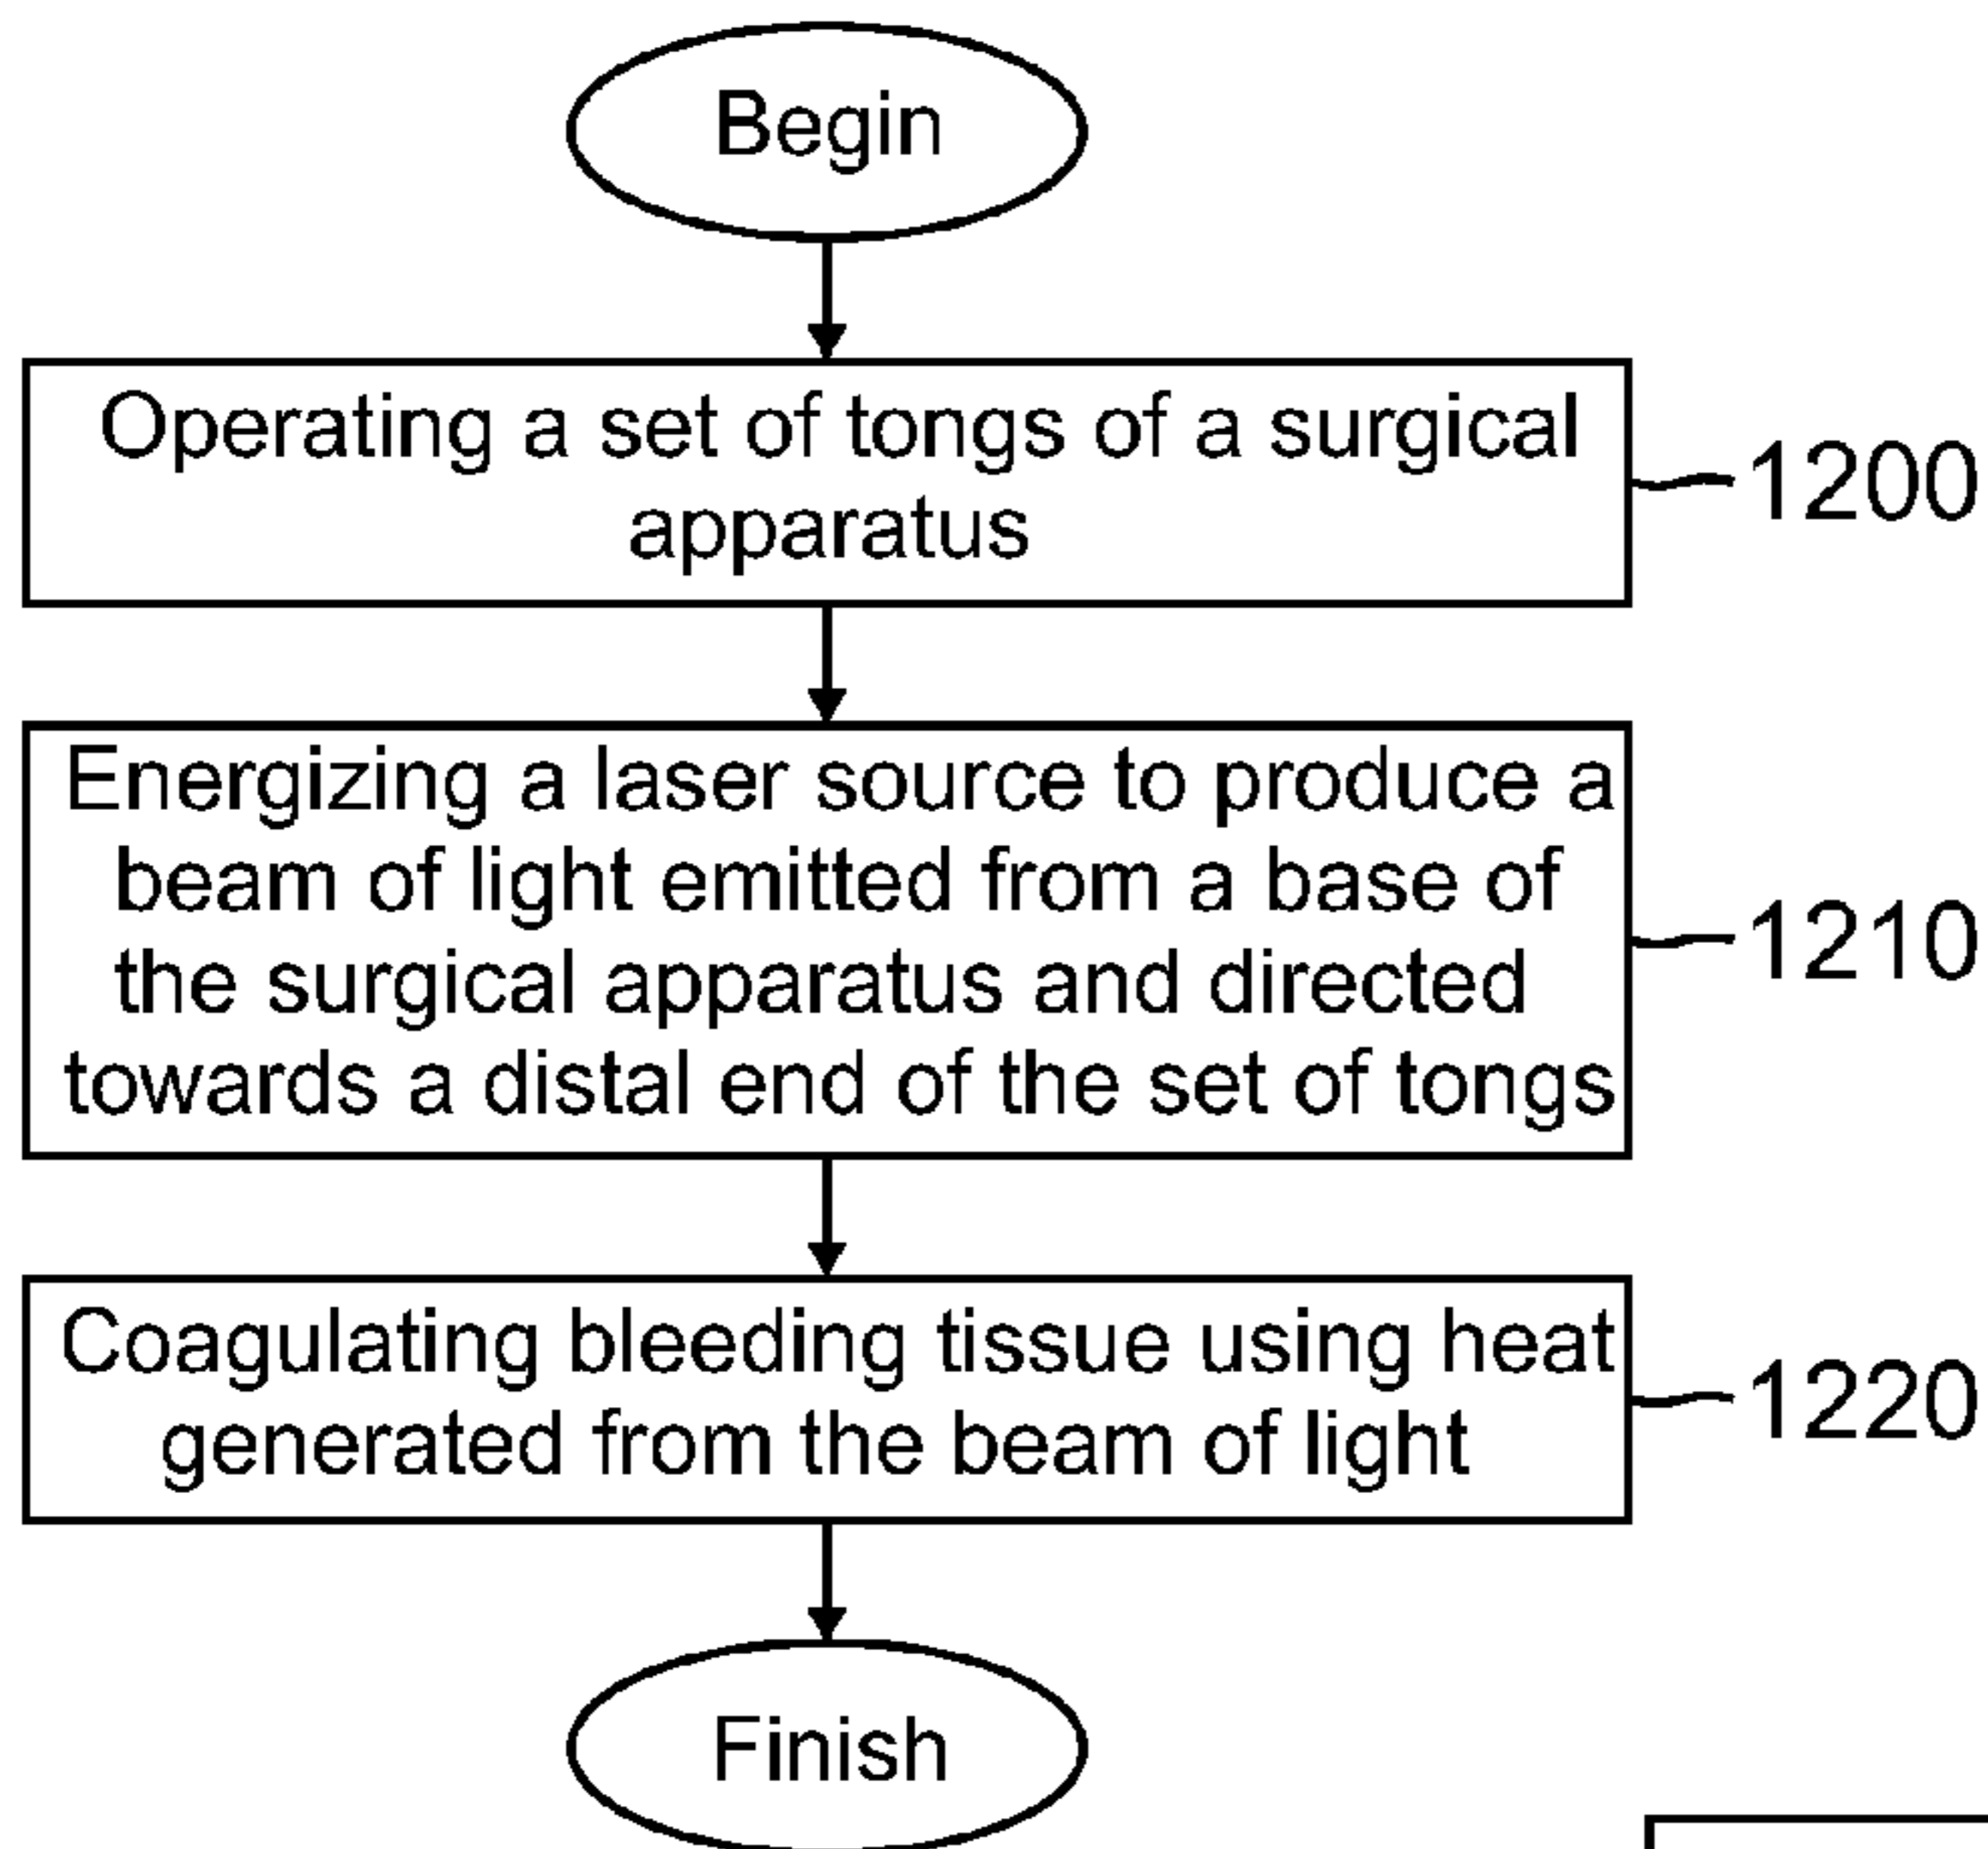 Begin
Operating a set of tongs of a surgical
apparatus
1200
Energizing a laser source to produce a
beam of light emitted from a base of
the surgical apparatus and directed
towards a distal end of the set of tongs
1210
Coagulating bleeding tissue using heat
generated from the beam of light
1220
Finish